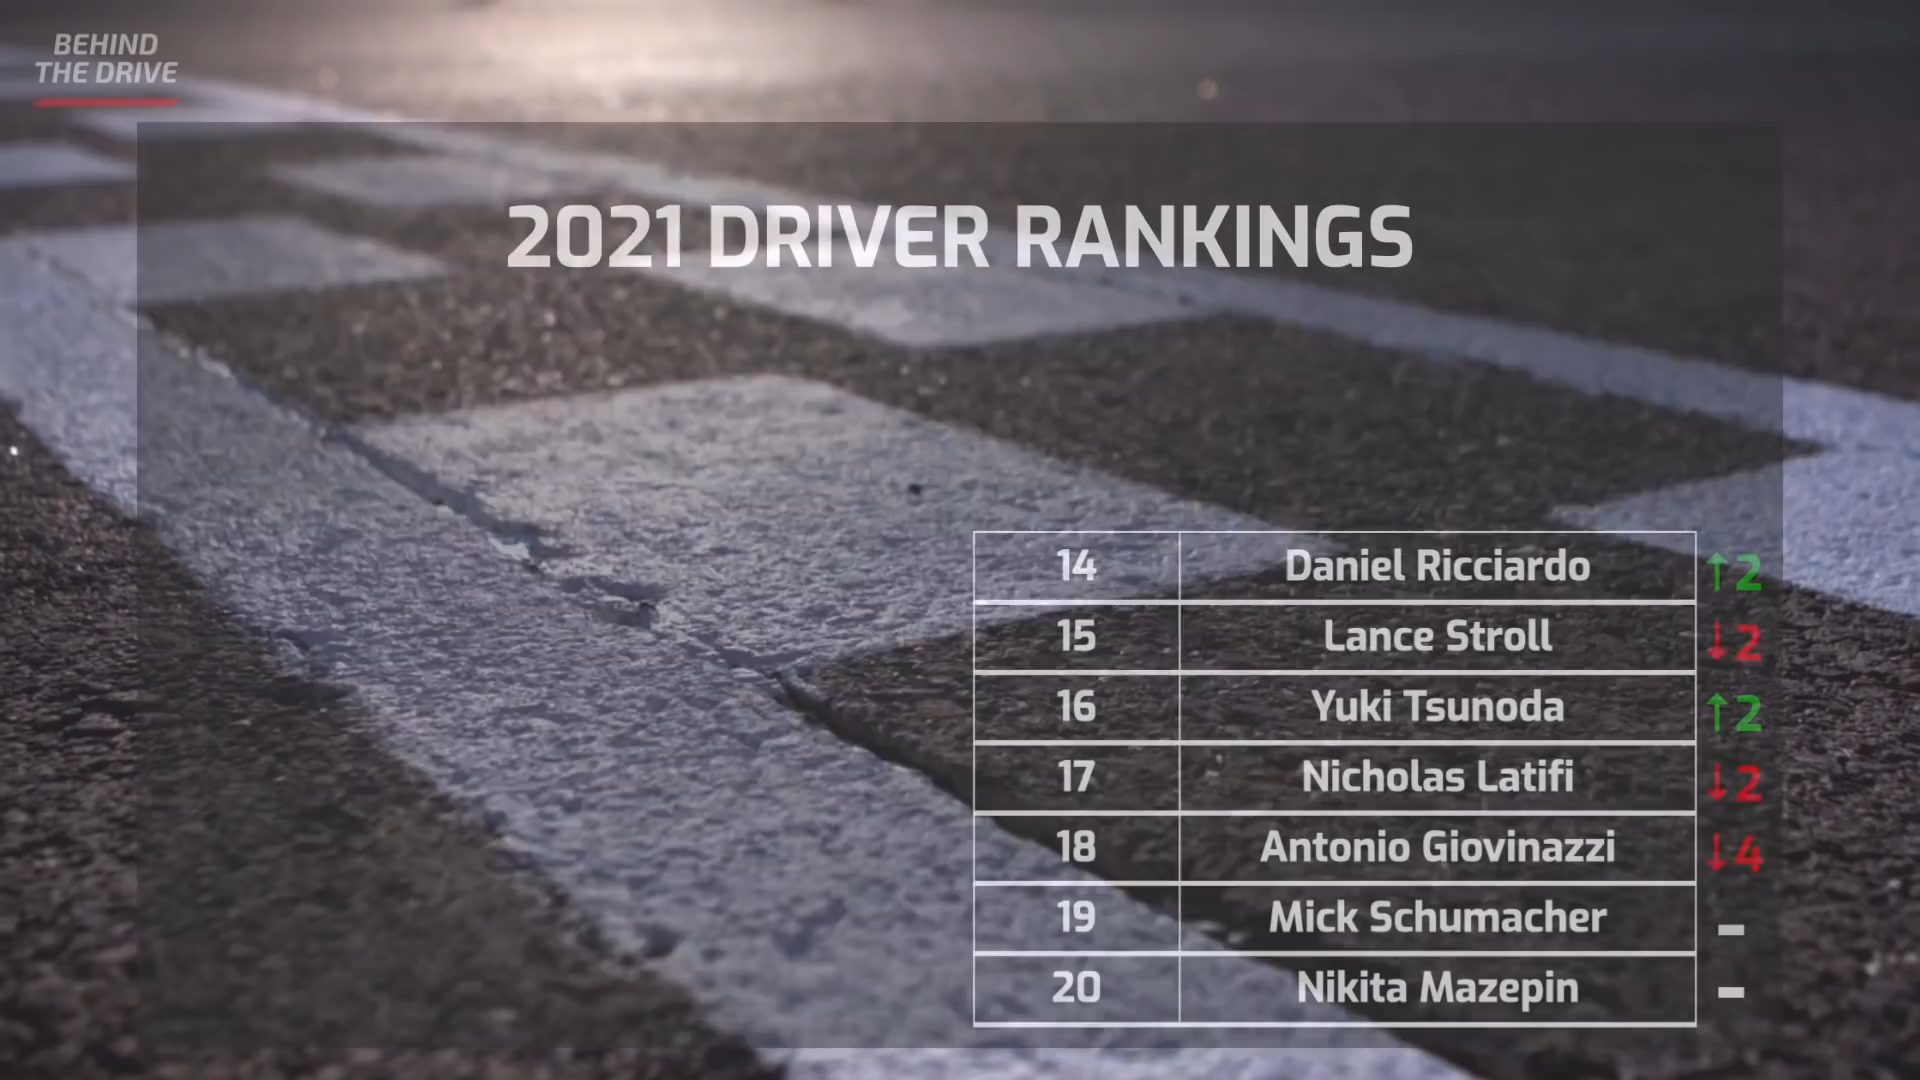 BEHIND
THE DRIVE
2021 DRIVER RANKINGS
14 Daniel Ricciardo ↑2
15 Lance Stroll ↓2
16 Yuki Tsunoda ↑2
17 Nicholas Latifi ↓2
18 Antonio Giovinazzi ↓4
19 Mick Schumacher -
20 Nikita Mazepin -